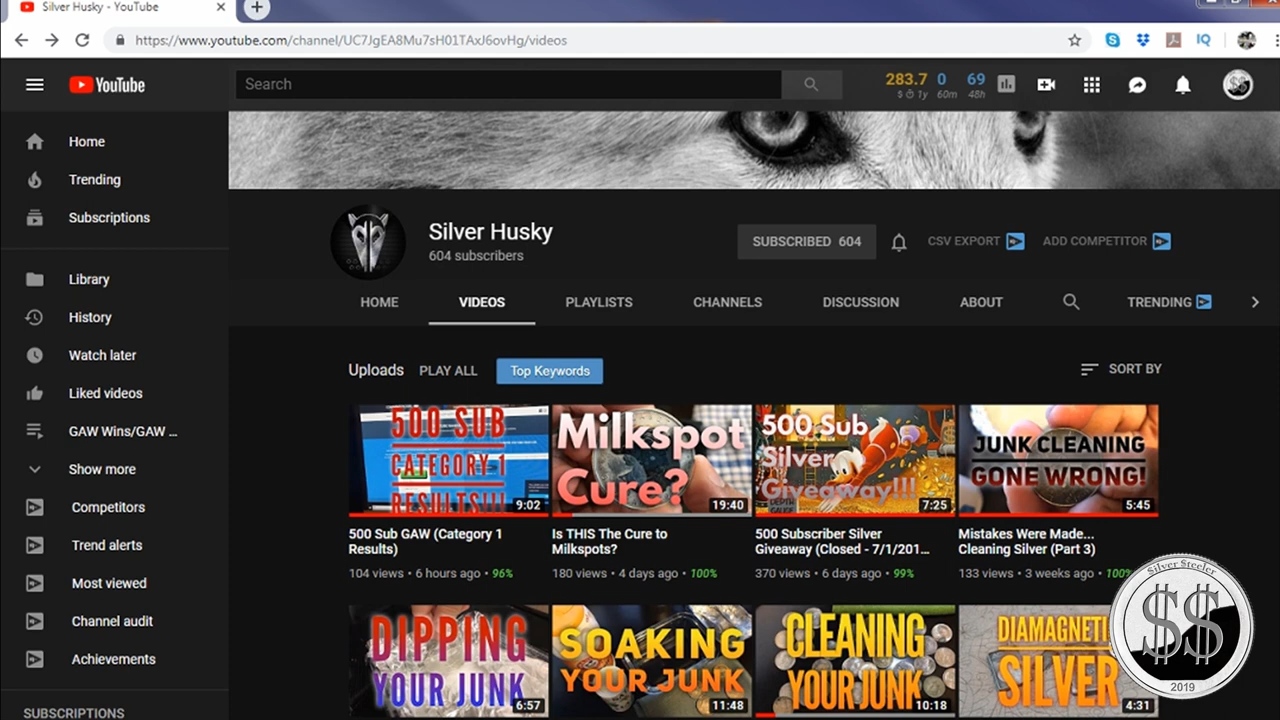 Silver Husky - YouTube
https://www.youtube.com/channel/UC7JgEA8Mu7sH01TAxJ6ovHg/videos
IQ
YouTube
Search
283.7 0 69
$ 1y 60m 48h
Home
Trending
Subscriptions
Library
History
Watch later
Liked videos
GAW Wins/GAW ...
Show more
Competitors
Trend alerts
Most viewed
Channel audit
Achievements
SUBSCRIPTIONS
Silver Husky
604 subscribers
SUBSCRIBED 604
CSV EXPORT
ADD COMPETITOR
HOME VIDEOS PLAYLISTS CHANNELS DISCUSSION ABOUT TRENDING
Uploads PLAY ALL Top Keywords SORT BY
500 SUB
CATEGORY 1
RESULTS!!!
9:02
500 Sub GAW (Category 1
Results)
104 views • 6 hours ago • 96%
Milkspot
Cure?
19:40
Is THIS The Cure to
Milkspots?
180 views • 4 days ago • 100%
500 Sub
Silver
Giveaway!!!
DEPTH
GAUGE
7:25
500 Subscriber Silver
Giveaway (Closed - 7/1/201...
370 views • 6 days ago • 99%
JUNK CLEANING
GONE WRONG!
5:45
Mistakes Were Made...
Cleaning Silver (Part 3)
133 views • 3 weeks ago • 100%
DIPPING
YOUR JUNK
6:57
SOAKING
YOUR JUNK
11:48
CLEANING
YOUR JUNK
10:18
DIAMAGNETI
SILVER
4:31
Silver $teeler
$$
2019